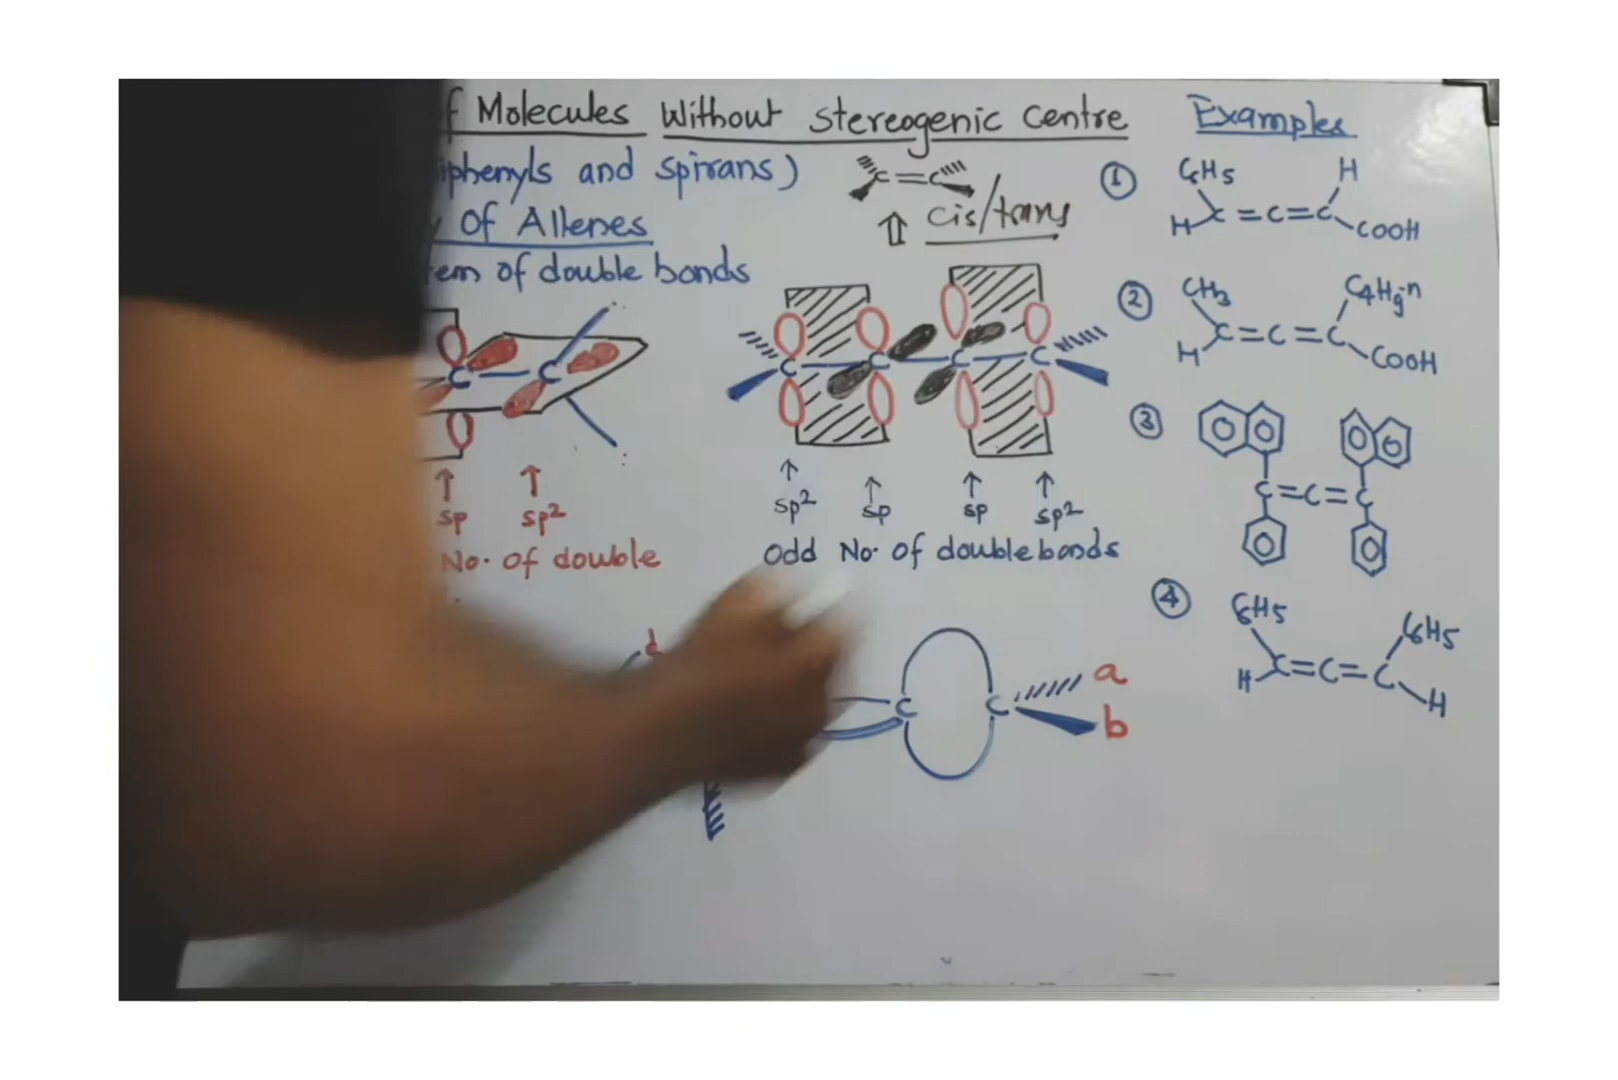 f Molecules Without stereogenic Centre
iphenyls and spirans)
Of Allenes
tem of double bonds
C=C
cis/trans
C C
C C C C
sp sp²
sp² sp sp sp²
No. of double
Odd No. of double bonds
d
C C
a
b
Examples
① C6H5 H
H C=C=C COOH
② CH3 C4H9-n
H C=C=C COOH
③
C=C=C
④ C6H5 C6H5
H C=C=C H